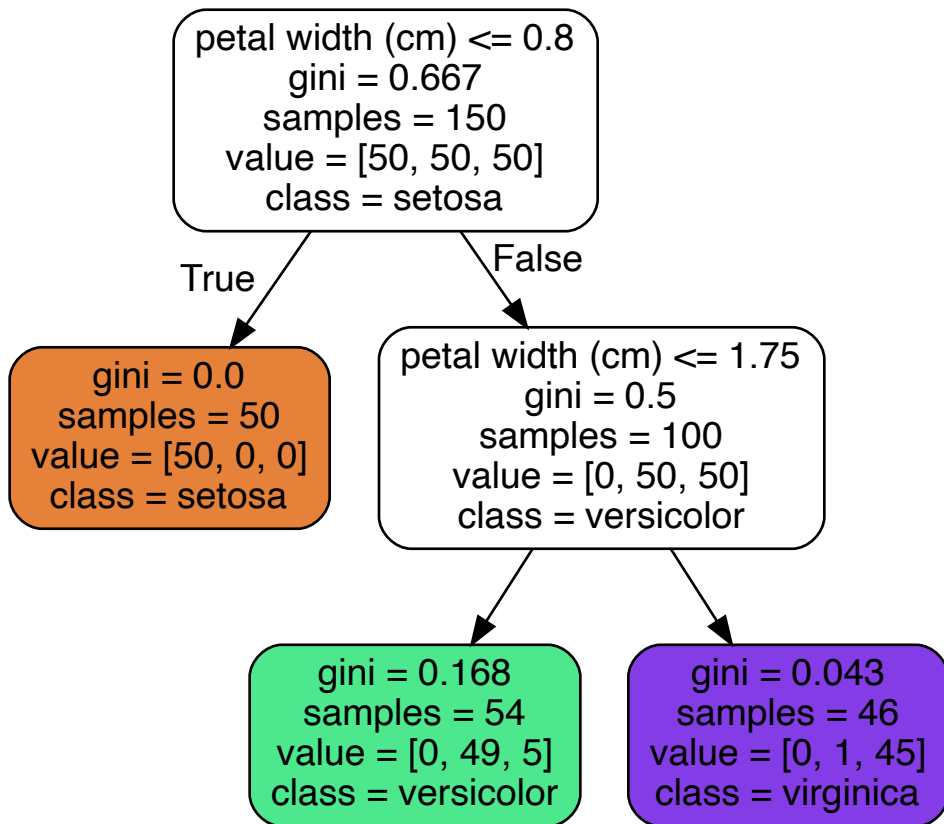 petal width (cm) <= 0.8
gini = 0.667
samples = 150
value = [50, 50, 50]
class = setosa
True
False
gini = 0.0
samples = 50
value = [50, 0, 0]
class = setosa
petal width (cm) <= 1.75
gini = 0.5
samples = 100
value = [0, 50, 50]
class = versicolor
gini = 0.168
samples = 54
value = [0, 49, 5]
class = versicolor
gini = 0.043
samples = 46
value = [0, 1, 45]
class = virginica